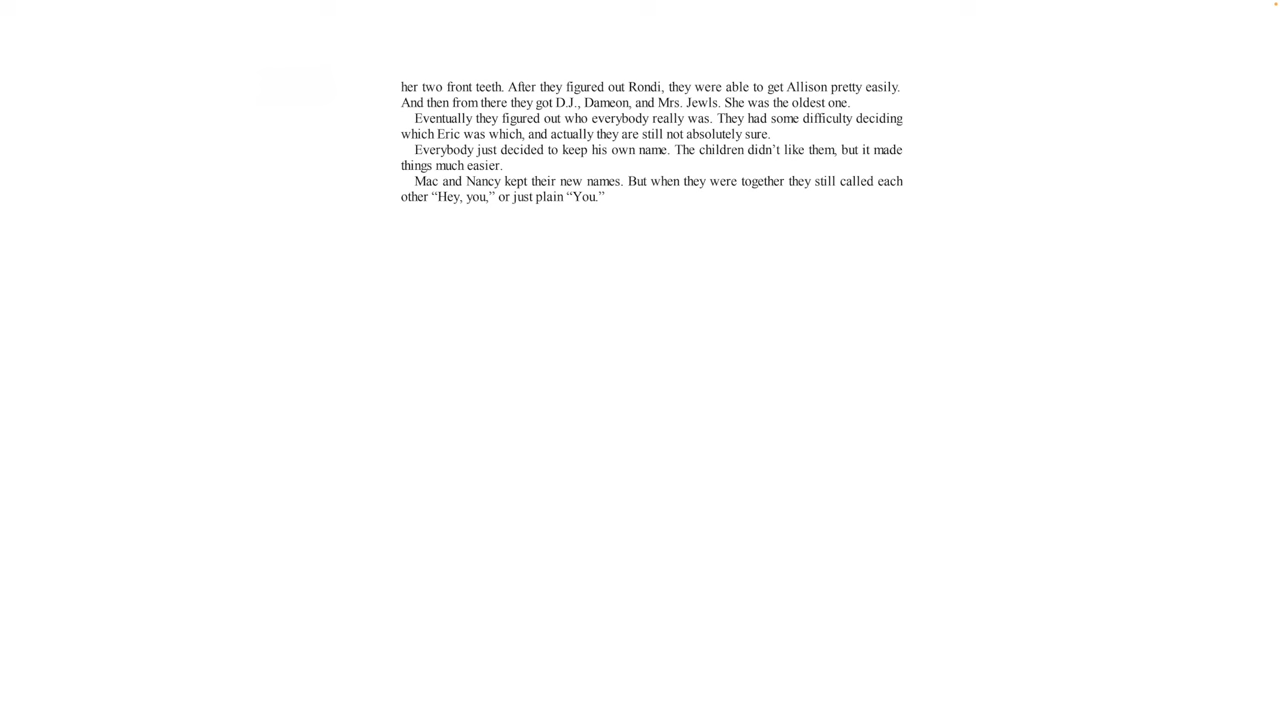 her two front teeth. After they figured out Rondi, they were able to get Allison pretty easily.
And then from there they got D.J., Dameon, and Mrs. Jewls. She was the oldest one.
Eventually they figured out who everybody really was. They had some difficulty deciding
which Eric was which, and actually they are still not absolutely sure.
Everybody just decided to keep his own name. The children didn’t like them, but it made
things much easier.
Mac and Nancy kept their new names. But when they were together they still called each
other “Hey, you,” or just plain “You.”